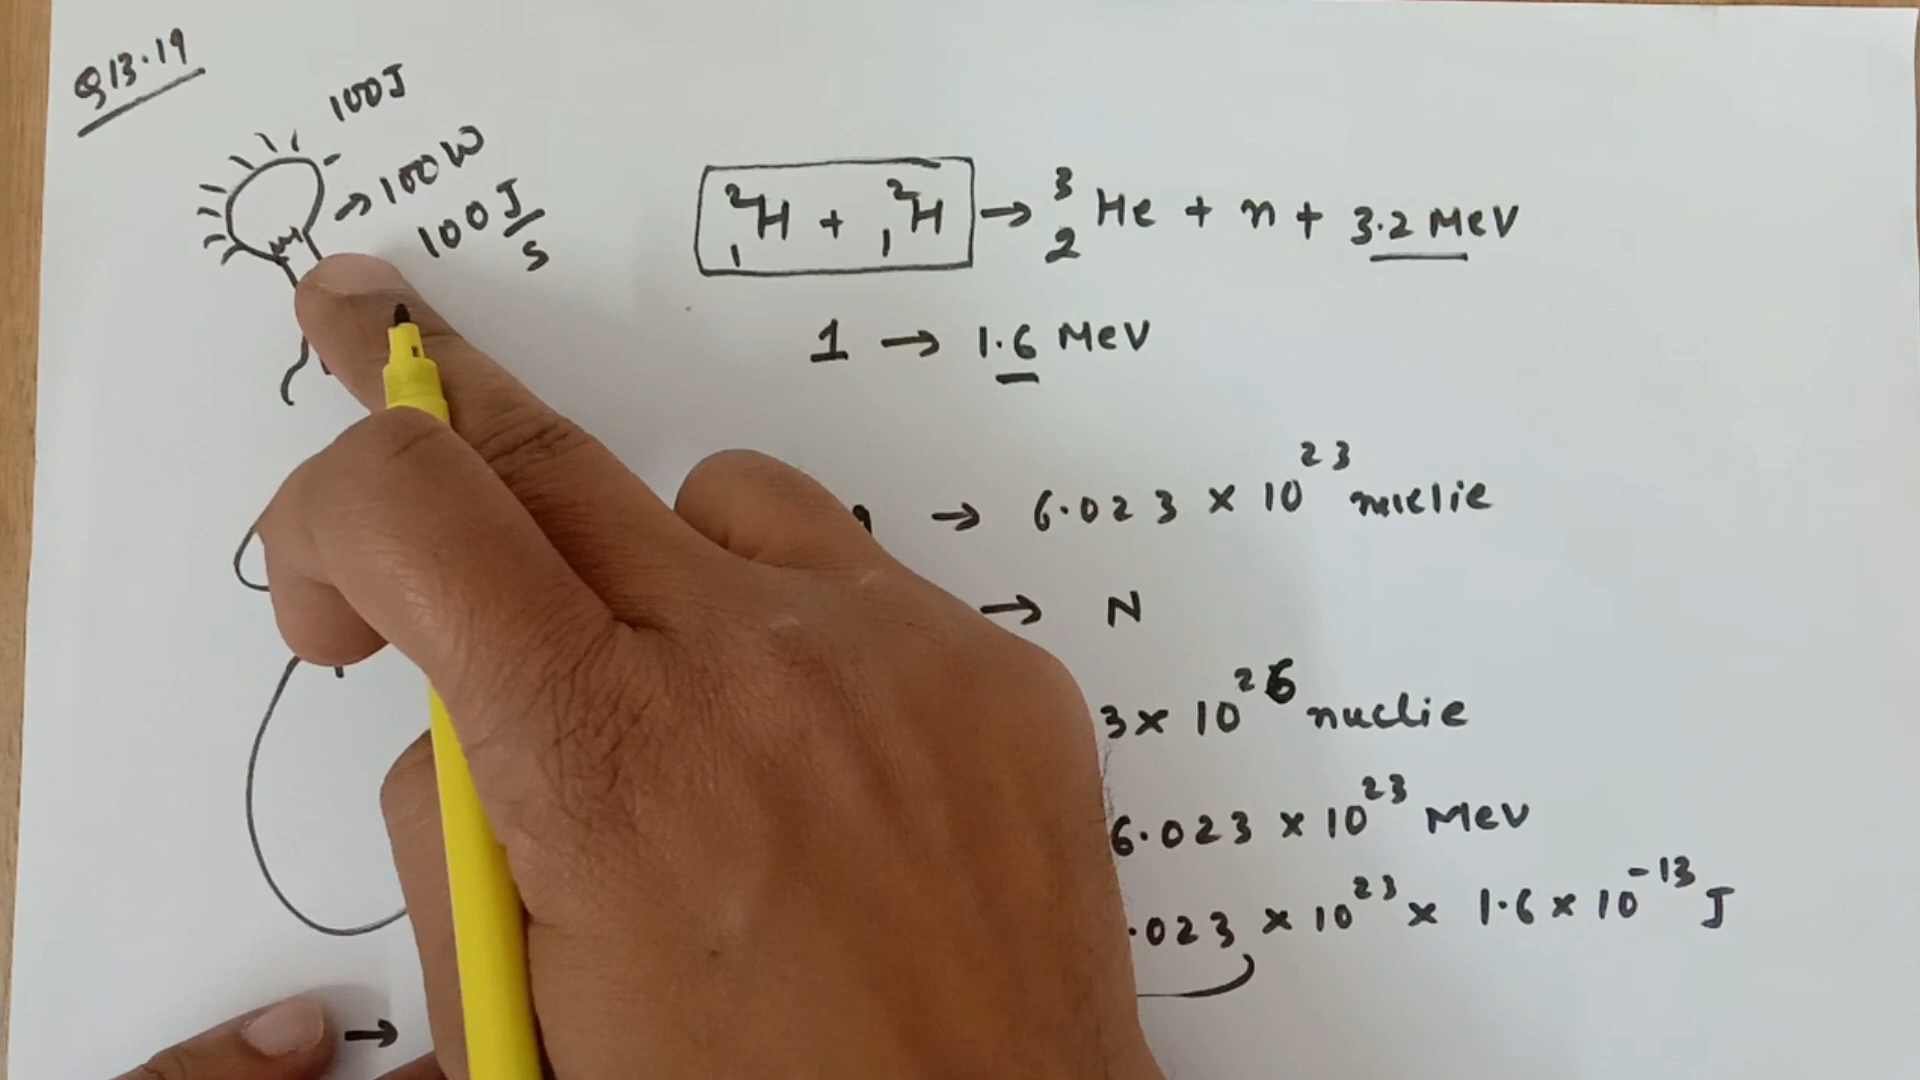 Q13.19
100J
→ 100W
100 J/s
²₁H + ²₁H → ³₂He + n + 3.2 MeV
1 → 1.6 MeV
→ 6.023 × 10²³ nuclie
→ N
3 × 10²⁶ nuclie
6.023 × 10²³ MeV
.023 × 10²³ × 1.6 × 10⁻¹³ J
→